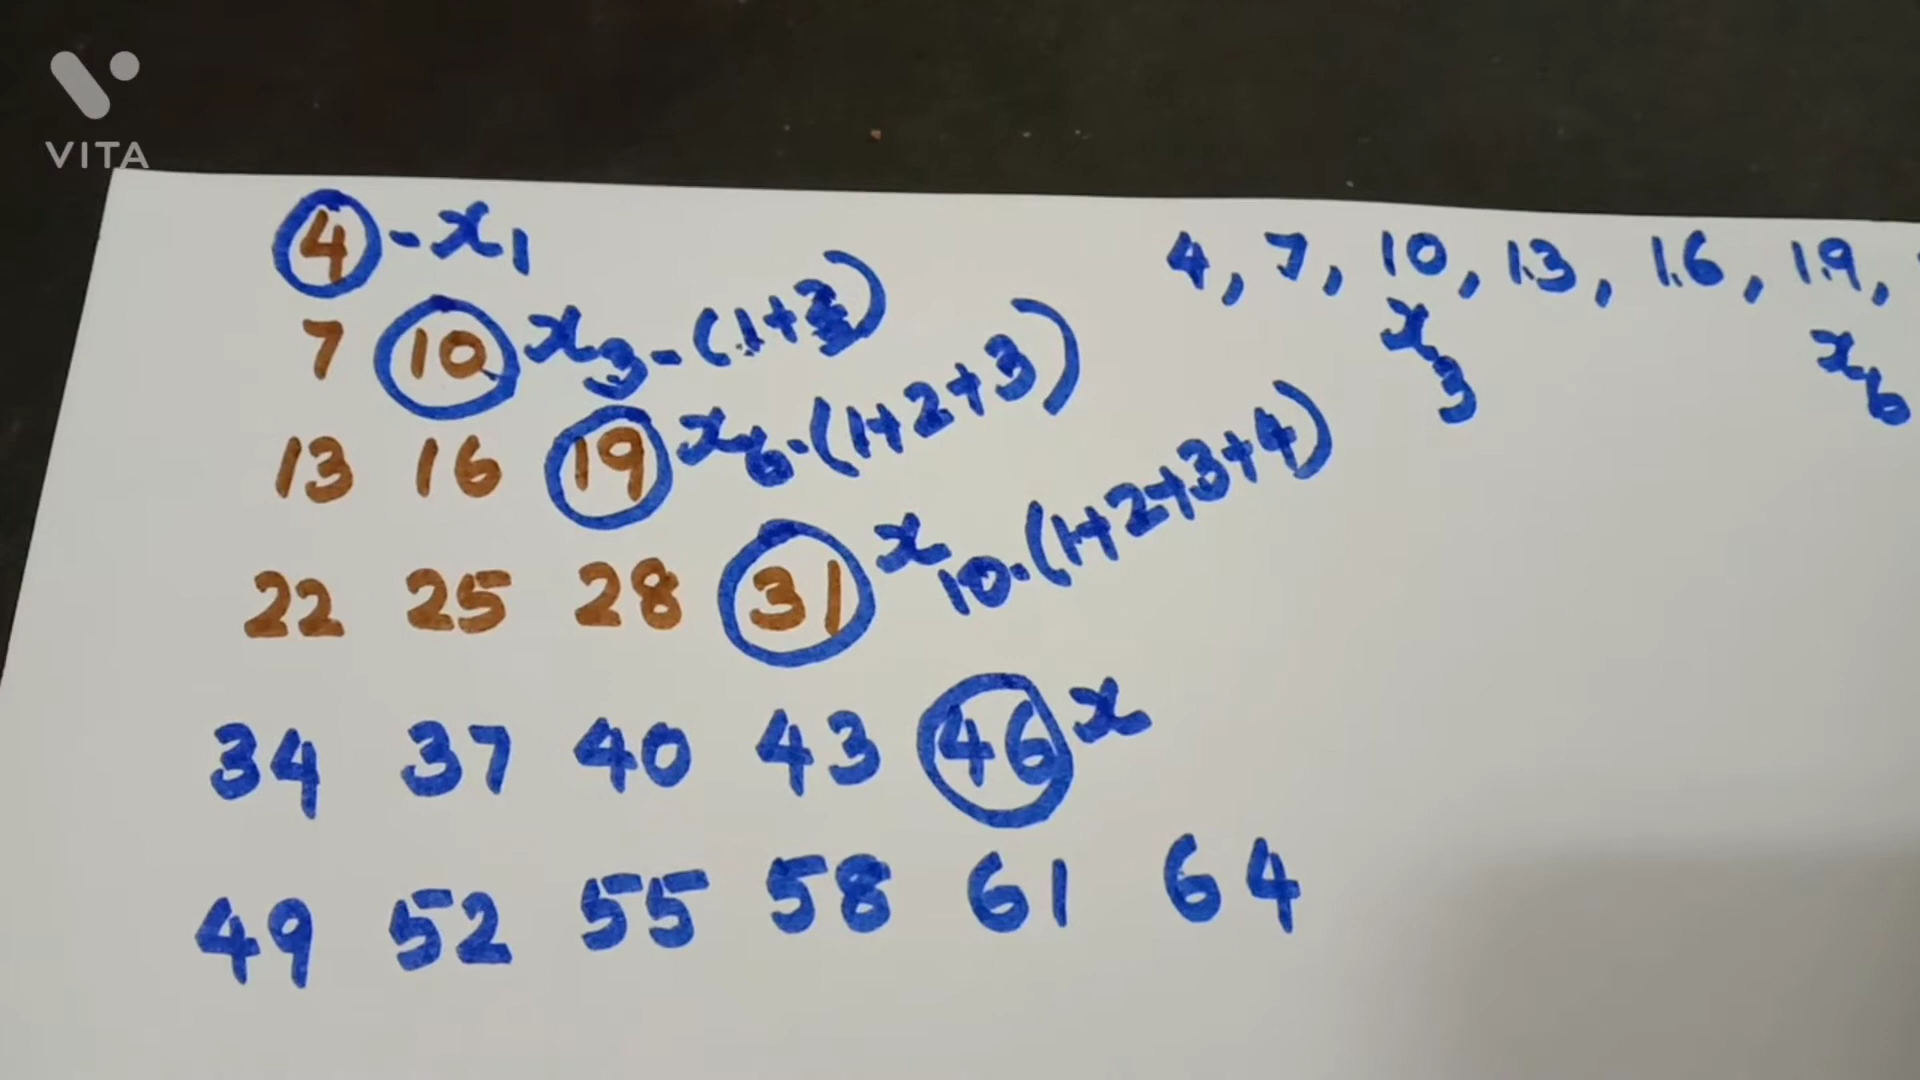 VITA
4 - x1
4, 7, 10, 13, 16, 19,
x3
x6
7 10 x3 - (1+2)
13 16 19 x6 - (1+2+3)
22 25 28 31 x10 - (1+2+3+4)
34 37 40 43 46 x
49 52 55 58 61 64